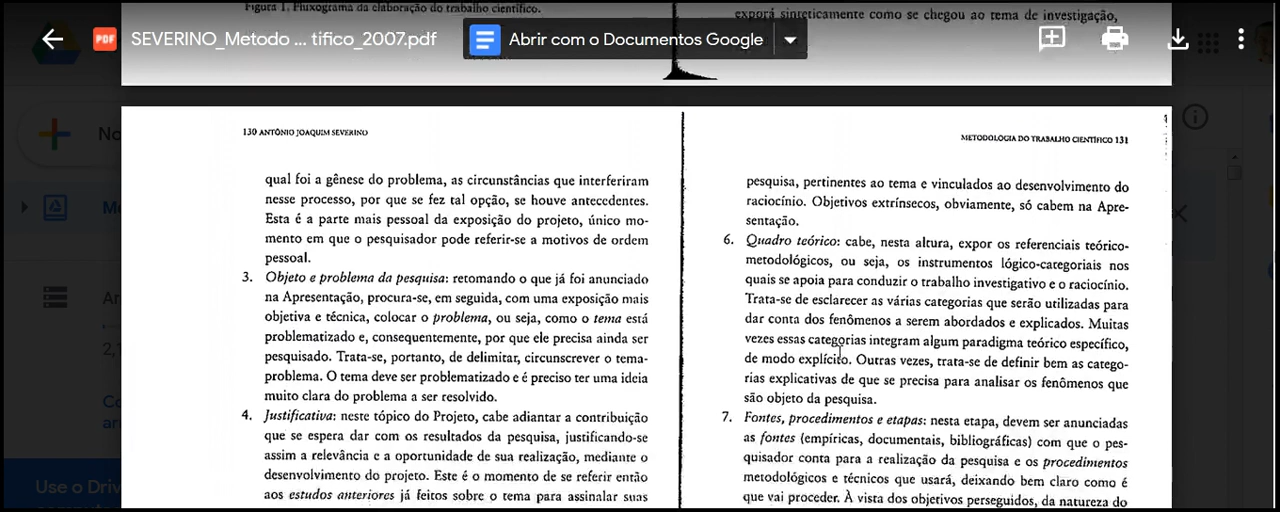 Figura 1. Fluxograma da elaboração do trabalho científico.
exporá sinteticamente como se chegou ao tema de investigação,
SEVERINO_Metodo ... tifico_2007.pdf
Abrir com o Documentos Google
130 ANTÔNIO JOAQUIM SEVERINO
qual foi a gênese do problema, as circunstâncias que interferiram
nesse processo, por que se fez tal opção, se houve antecedentes.
Esta é a parte mais pessoal da exposição do projeto, único mo-
mento em que o pesquisador pode referir-se a motivos de ordem
pessoal.
3. Objeto e problema da pesquisa: retomando o que já foi anunciado
na Apresentação, procura-se, em seguida, com uma exposição mais
objetiva e técnica, colocar o problema, ou seja, como o tema está
problematizado e, consequentemente, por que ele precisa ainda ser
pesquisado. Trata-se, portanto, de delimitar, circunscrever o tema-
problema. O tema deve ser problematizado e é preciso ter uma ideia
muito clara do problema a ser resolvido.
4. Justificativa: neste tópico do Projeto, cabe adiantar a contribuição
que se espera dar com os resultados da pesquisa, justificando-se
assim a relevância e a oportunidade de sua realização, mediante o
desenvolvimento do projeto. Este é o momento de se referir então
aos estudos anteriores já feitos sobre o tema para assinalar suas
METODOLOGIA DO TRABALHO CIENTÍFICO 131
pesquisa, pertinentes ao tema e vinculados ao desenvolvimento do
raciocínio. Objetivos extrínsecos, obviamente, só cabem na Apre-
sentação.
6. Quadro teórico: cabe, nesta altura, expor os referenciais teórico-
metodológicos, ou seja, os instrumentos lógico-categoriais nos
quais se apoia para conduzir o trabalho investigativo e o raciocínio.
Trata-se de esclarecer as várias categorias que serão utilizadas para
dar conta dos fenômenos a serem abordados e explicados. Muitas
vezes essas categorias integram algum paradigma teórico específico,
de modo explícito. Outras vezes, trata-se de definir bem as catego-
rias explicativas de que se precisa para analisar os fenômenos que
são objeto da pesquisa.
7. Fontes, procedimentos e etapas: nesta etapa, devem ser anunciadas
as fontes (empíricas, documentais, bibliográficas) com que o pes-
quisador conta para a realização da pesquisa e os procedimentos
metodológicos e técnicos que usará, deixando bem claro como é
que vai proceder. À vista dos objetivos perseguidos, da natureza do
Use o Driv